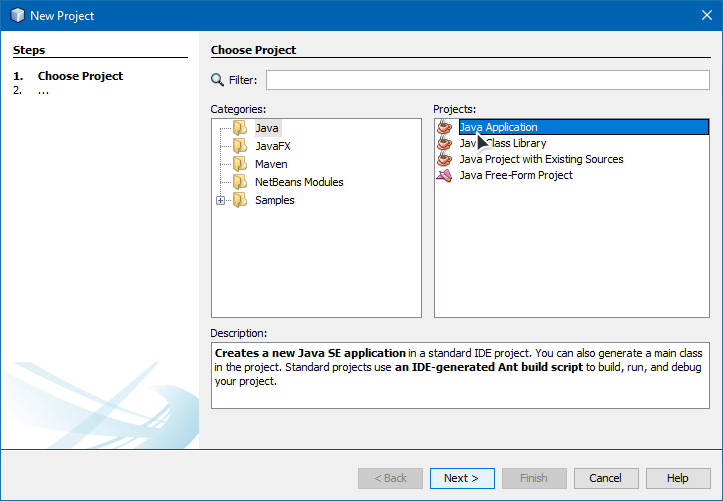 New Project
Steps
1. Choose Project
2. ...
Choose Project
Filter:
Categories:
Java
JavaFX
Maven
NetBeans Modules
Samples
Projects:
Java Application
Java Class Library
Java Project with Existing Sources
Java Free-Form Project
Description:
Creates a new Java SE application in a standard IDE project. You can also generate a main class
in the project. Standard projects use an IDE-generated Ant build script to build, run, and debug
your project.
< Back
Next >
Finish
Cancel
Help